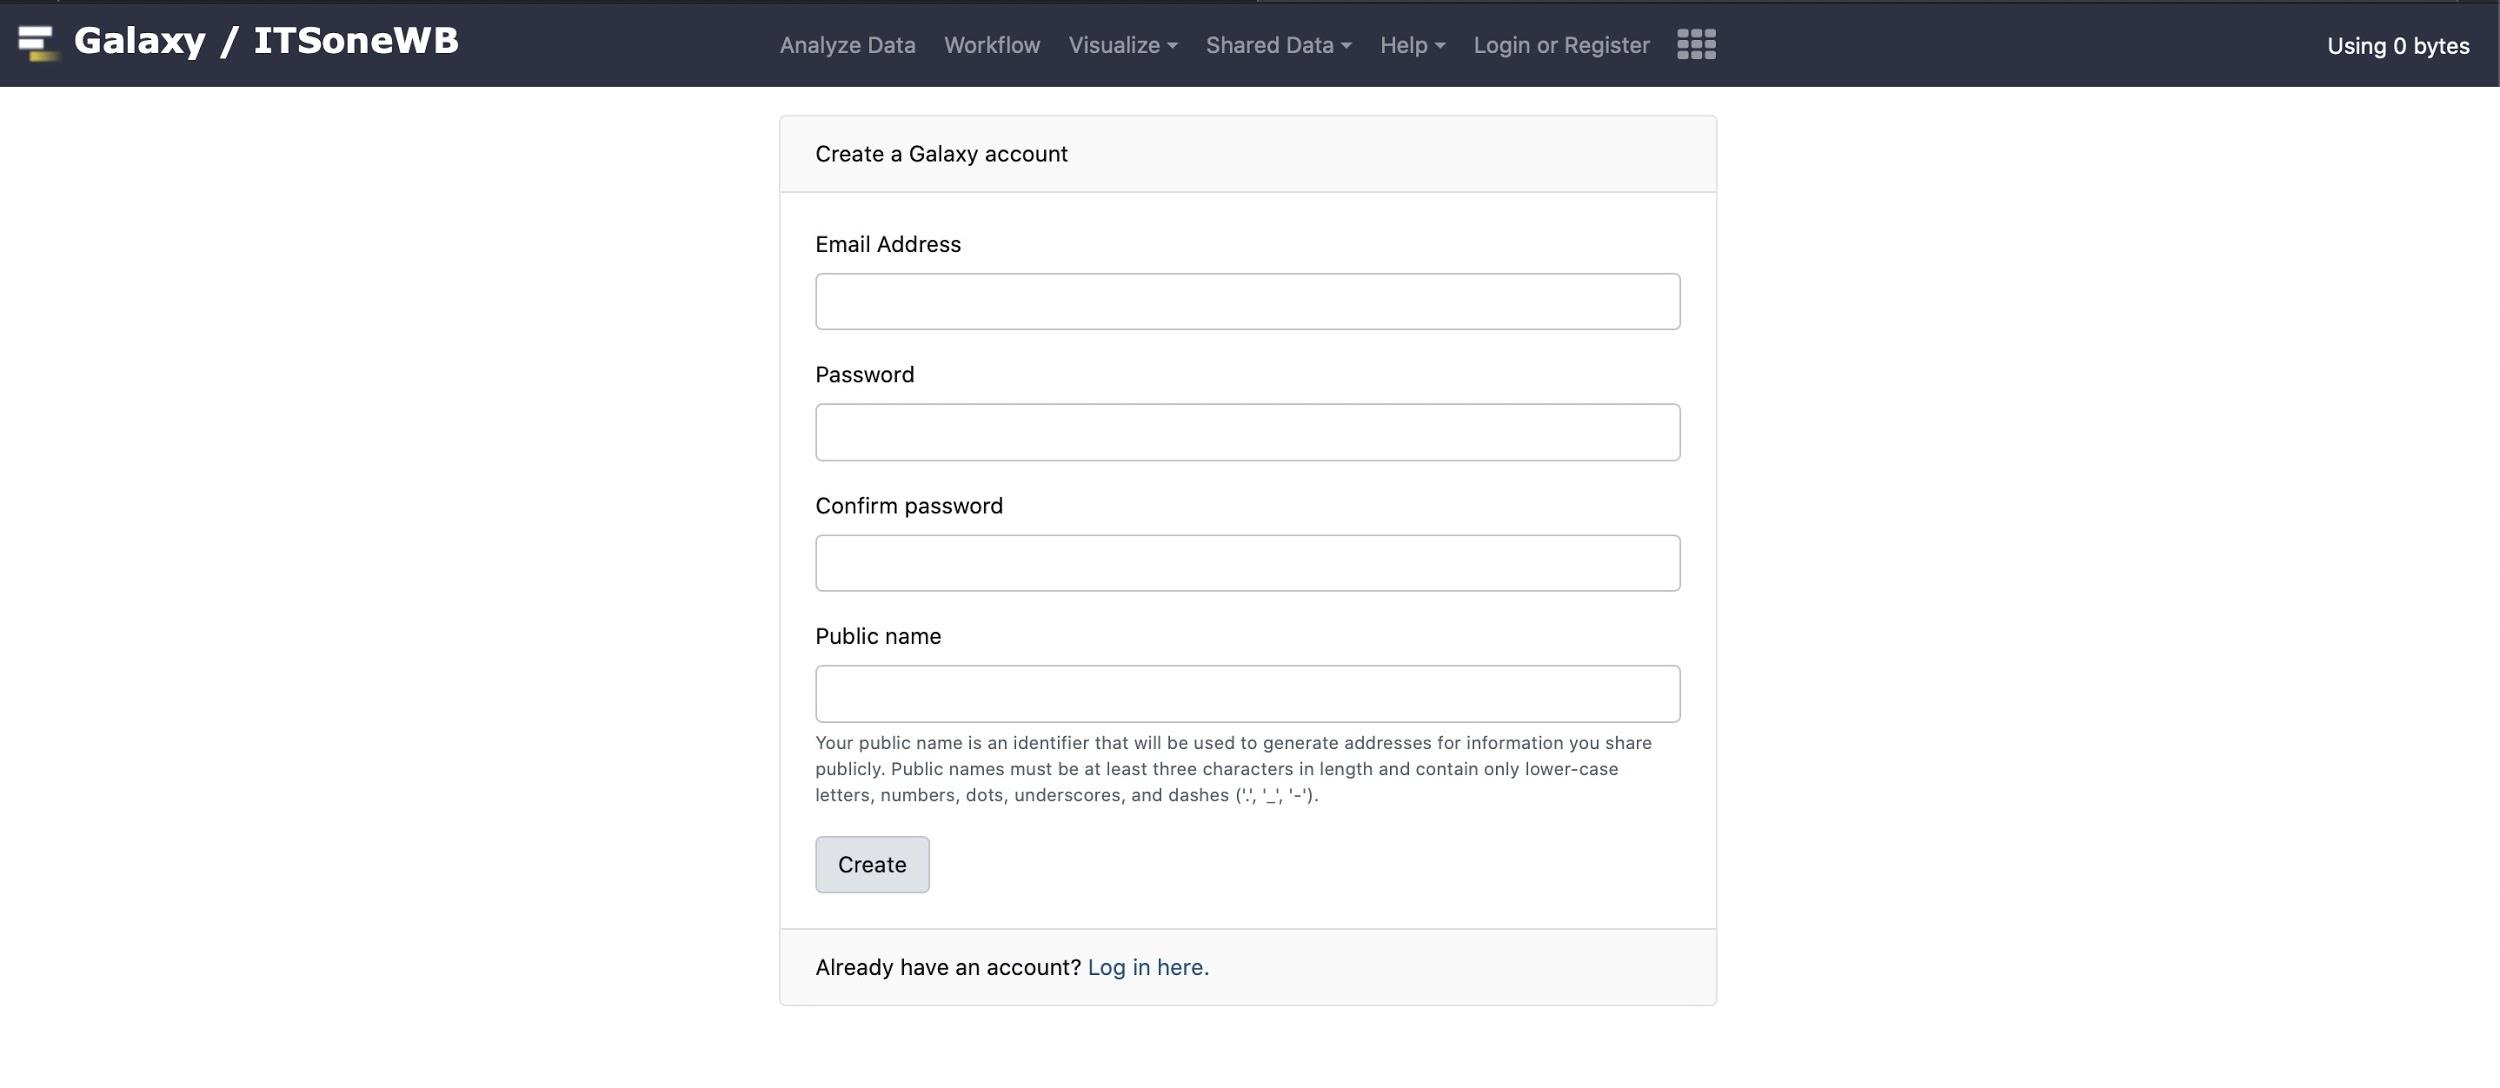 Galaxy / ITSoneWB
Analyze Data Workflow Visualize Shared Data Help Login or Register
Using 0 bytes
Create a Galaxy account
Email Address
Password
Confirm password
Public name
Your public name is an identifier that will be used to generate addresses for information you share
publicly. Public names must be at least three characters in length and contain only lower-case
letters, numbers, dots, underscores, and dashes ('.', '_', '-').
Create
Already have an account? Log in here.